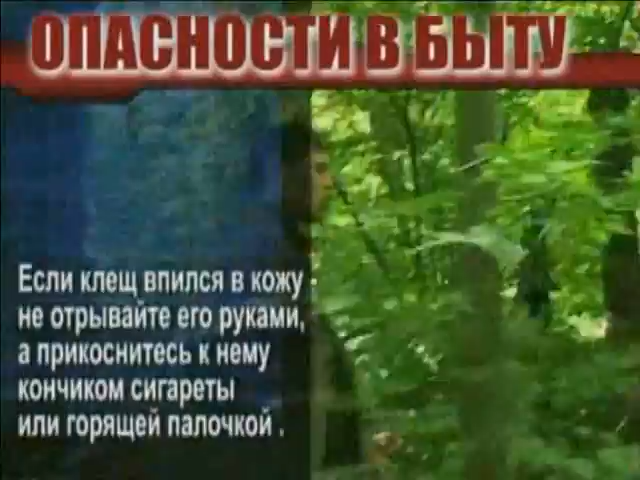 ОПАСНОСТИ В БЫТУ
Если клещ впился в кожу -
не отрывайте его руками,
а прикоснитесь к нему
кончиком сигареты
или горящей палочкой .